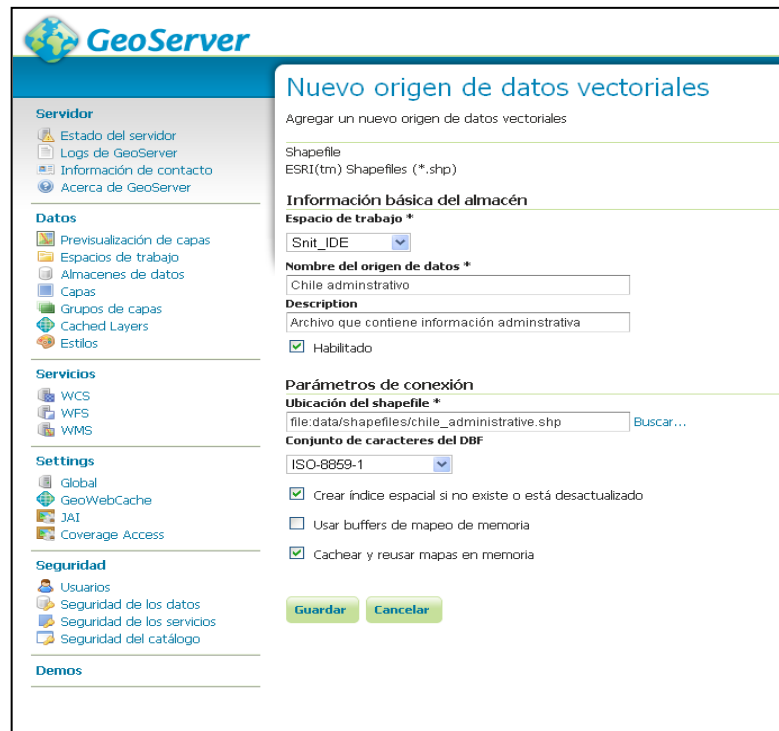 GeoServer
Servidor
Estado del servidor
Logs de GeoServer
Información de contacto
Acerca de GeoServer
Datos
Previsualización de capas
Espacios de trabajo
Almacenes de datos
Capas
Grupos de capas
Cached Layers
Estilos
Servicios
WCS
WFS
WMS
Settings
Global
GeoWebCache
JAI
Coverage Access
Seguridad
Usuarios
Seguridad de los datos
Seguridad de los servicios
Seguridad del catálogo
Demos
Nuevo origen de datos vectoriales
Agregar un nuevo origen de datos vectoriales
Shapefile
ESRI(tm) Shapefiles (*.shp)
Información básica del almacén
Espacio de trabajo *
Snit_IDE
Nombre del origen de datos *
Chile adminstrativo
Description
Archivo que contiene información adminstrativa
Habilitado
Parámetros de conexión
Ubicación del shapefile *
file:data/shapefiles/chile_administrative.shp Buscar...
Conjunto de caracteres del DBF
ISO-8859-1
Crear índice espacial si no existe o está desactualizado
Usar buffers de mapeo de memoria
Cachear y reusar mapas en memoria
Guardar Cancelar